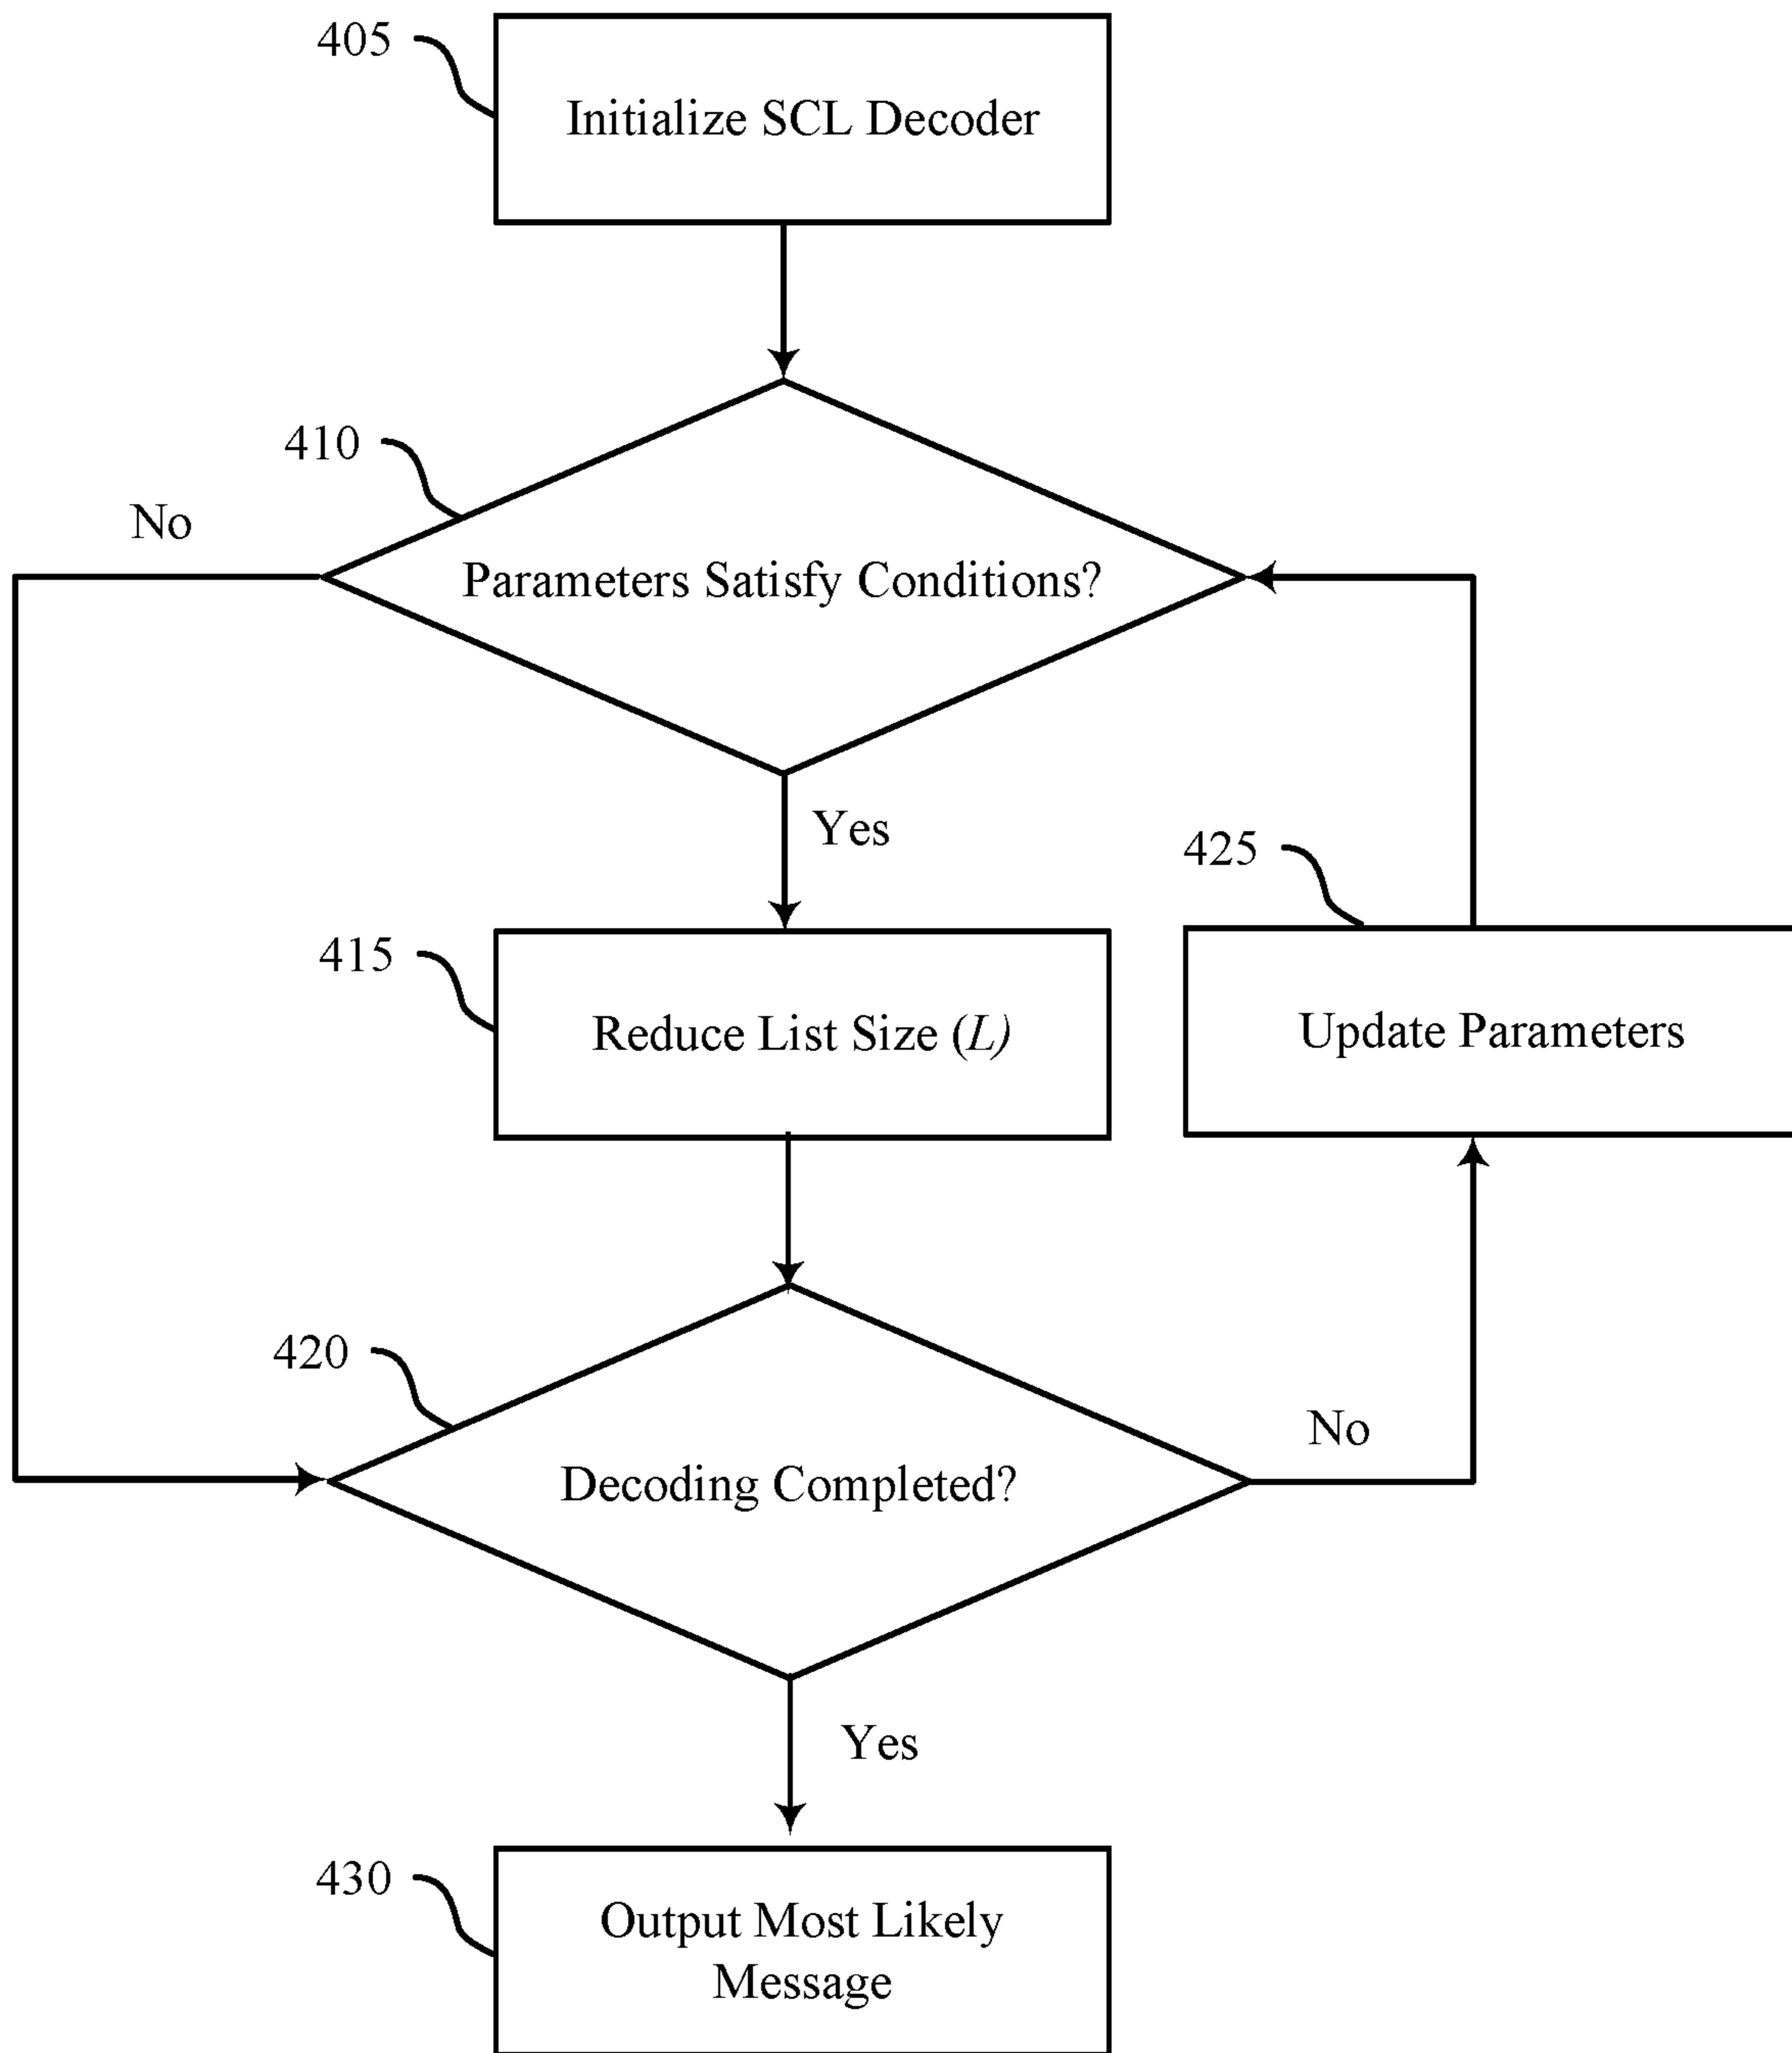 405
Initialize SCL Decoder
410
No
Parameters Satisfy Conditions?
Yes
425
415
Reduce List Size (L)
Update Parameters
420
No
Decoding Completed?
Yes
430
Output Most Likely
Message